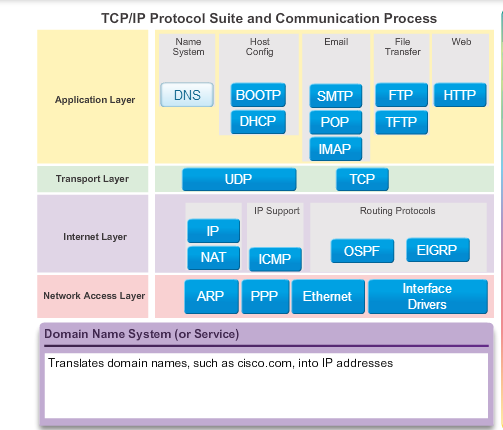 TCP/IP Protocol Suite and Communication Process
Name System
Host Config
Email
File Transfer
Web
Application Layer
DNS
BOOTP
DHCP
SMTP
POP
IMAP
FTP
TFTP
HTTP
Transport Layer
UDP
TCP
Internet Layer
IP
NAT
IP Support
ICMP
Routing Protocols
OSPF
EIGRP
Network Access Layer
ARP
PPP
Ethernet
Interface Drivers
Domain Name System (or Service)
Translates domain names, such as cisco.com, into IP addresses